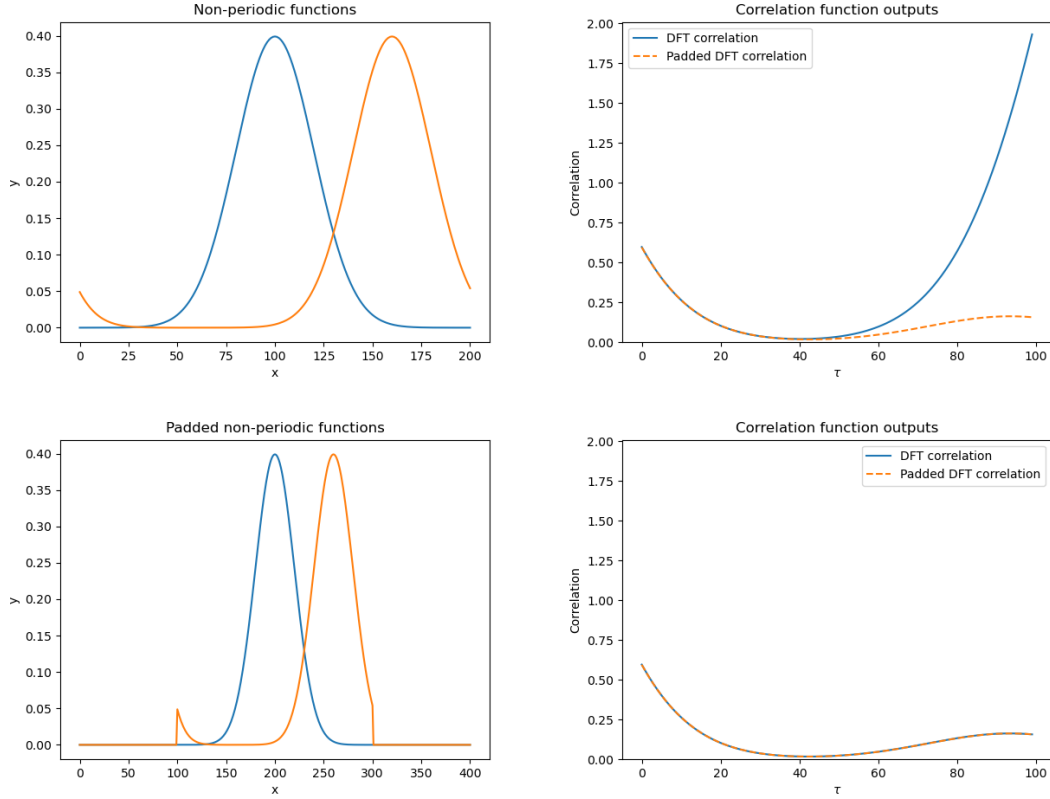 Non-periodic functions
y
0.40
0.35
0.30
0.25
0.20
0.15
0.10
0.05
0.00
0 25 50 75 100 125 150 175 200
x
Correlation function outputs
DFT correlation
Padded DFT correlation
Correlation
2.00
1.75
1.50
1.25
1.00
0.75
0.50
0.25
0.00
0 20 40 60 80 100
τ
Padded non-periodic functions
y
0.40
0.35
0.30
0.25
0.20
0.15
0.10
0.05
0.00
0 50 100 150 200 250 300 350 400
x
Correlation function outputs
DFT correlation
Padded DFT correlation
Correlation
2.00
1.75
1.50
1.25
1.00
0.75
0.50
0.25
0.00
0 20 40 60 80 100
τ